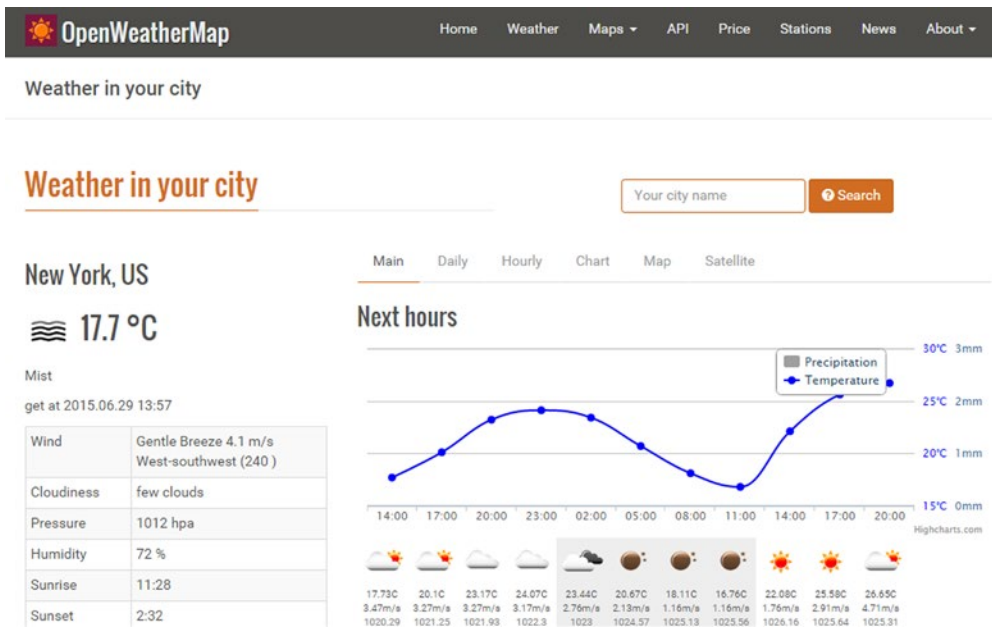 OpenWeatherMap
Home Weather Maps API Price Stations News About
Weather in your city
Weather in your city
Your city name
Search
New York, US
17.7 °C
Mist
get at 2015.06.29 13:57
Wind Gentle Breeze 4.1 m/s
West-southwest (240 )
Cloudiness few clouds
Pressure 1012 hpa
Humidity 72 %
Sunrise 11:28
Sunset 2:32
Main Daily Hourly Chart Map Satellite
Next hours
Precipitation
Temperature
30°C 3mm
25°C 2mm
20°C 1mm
15°C 0mm
14:00 17:00 20:00 23:00 02:00 05:00 08:00 11:00 14:00 17:00 20:00
Highcharts.com
17.73C 20.1C 23.17C 24.07C 23.44C 20.67C 18.11C 16.76C 22.08C 25.58C 26.65C
3.47m/s 3.27m/s 3.27m/s 3.17m/s 2.76m/s 2.13m/s 1.16m/s 1.16m/s 1.76m/s 2.91m/s 4.71m/s
1020.29 1021.25 1021.93 1022.3 1023 1024.57 1025.13 1025.56 1026.16 1025.64 1025.31